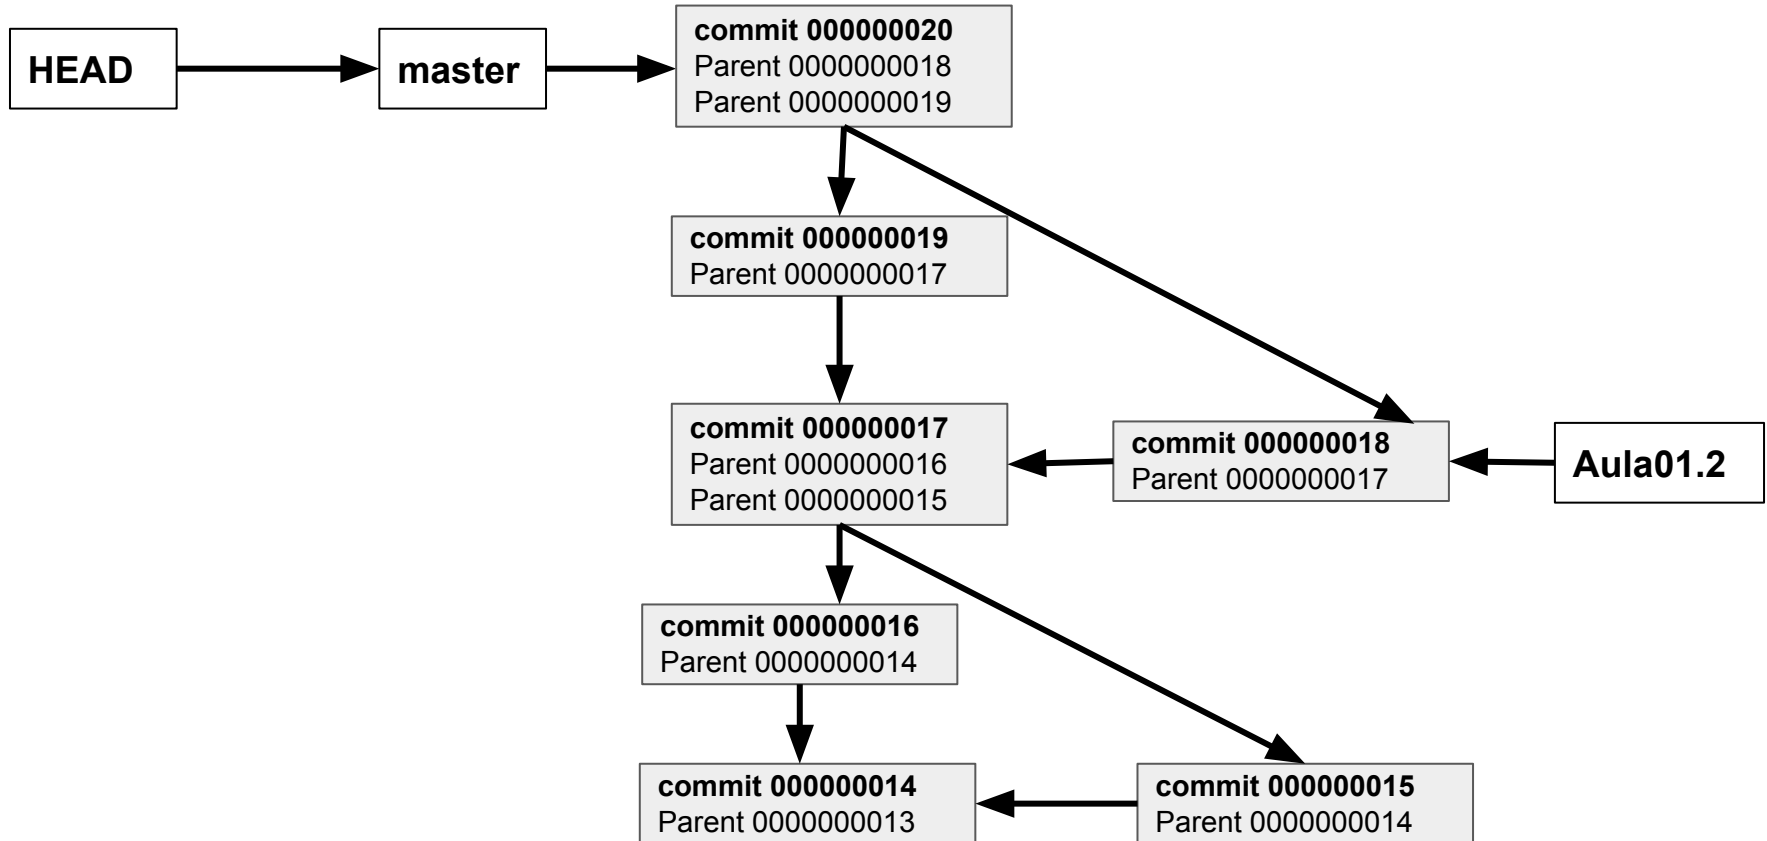 HEAD
master
commit 000000020
Parent 0000000018
Parent 0000000019
commit 000000019
Parent 0000000017
commit 000000017
Parent 0000000016
Parent 0000000015
commit 000000018
Parent 0000000017
Aula01.2
commit 000000016
Parent 0000000014
commit 000000014
Parent 0000000013
commit 000000015
Parent 0000000014